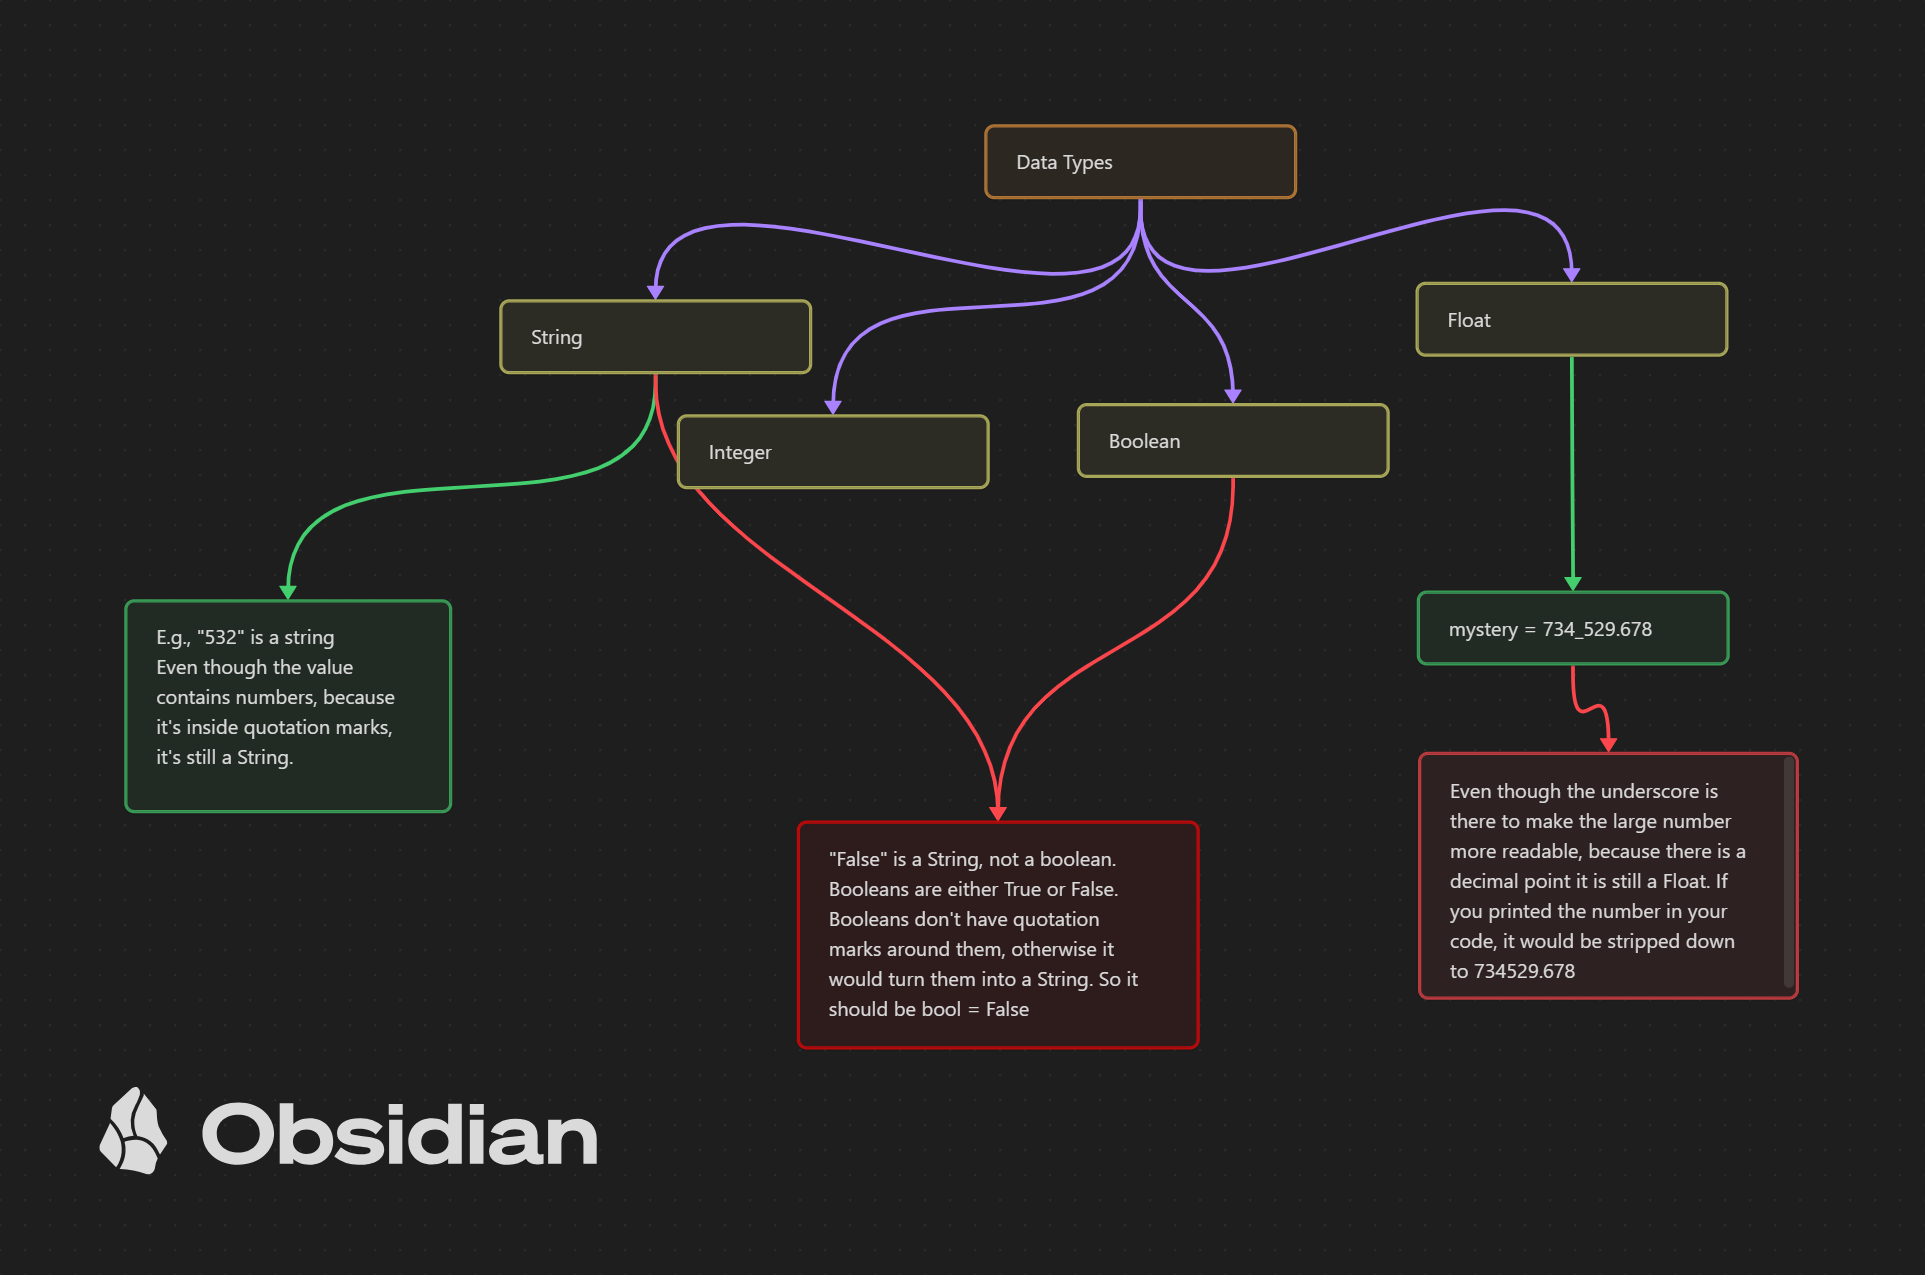 Data Types
String
Float
Integer
Boolean
E.g., "532" is a string
Even though the value
contains numbers, because
it's inside quotation marks,
it's still a String.
mystery = 734_529.678
"False" is a String, not a boolean.
Booleans are either True or False.
Booleans don't have quotation
marks around them, otherwise it
would turn them into a String. So it
should be bool = False
Even though the underscore is
there to make the large number
more readable, because there is a
decimal point it is still a Float. If
you printed the number in your
code, it would be stripped down
to 734529.678
Obsidian